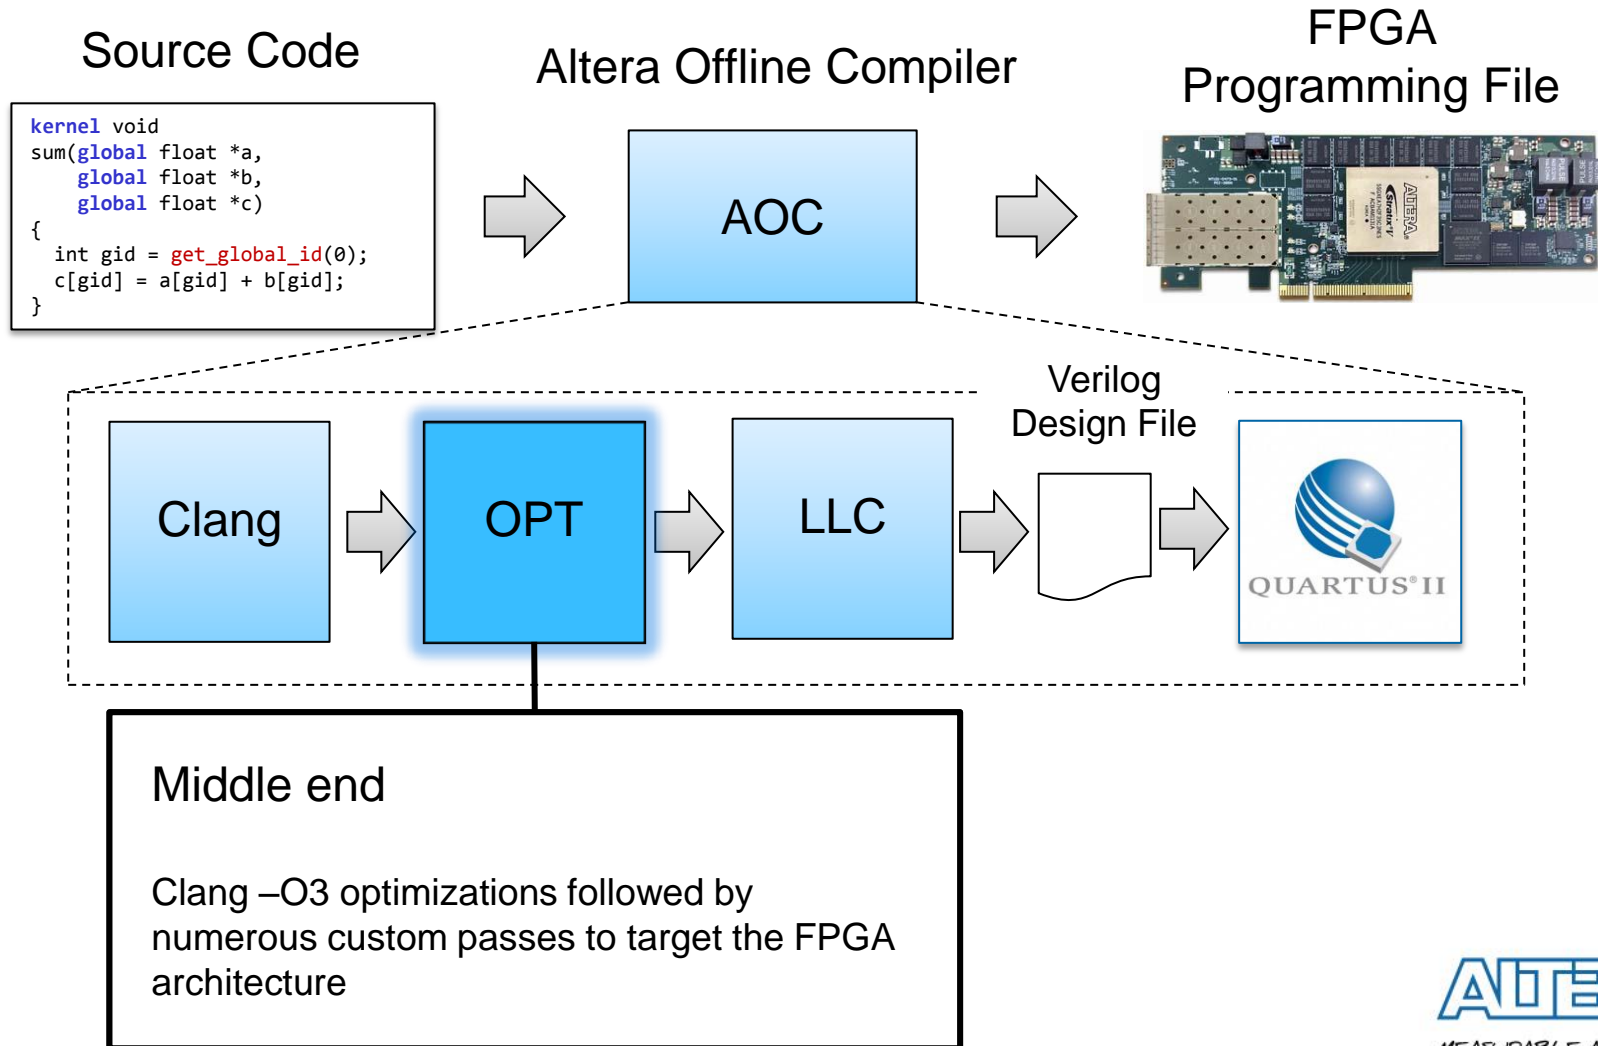 Source Code
Altera Offline Compiler
FPGA
Programming File
kernel void
sum(global float *a,
global float *b,
global float *c)
{
int gid = get_global_id(0);
c[gid] = a[gid] + b[gid];
}
AOC
ALTERA®
Stratix®V
Verilog
Design File
Clang
OPT
LLC
QUARTUS®II
Middle end
Clang –O3 optimizations followed by
numerous custom passes to target the FPGA
architecture